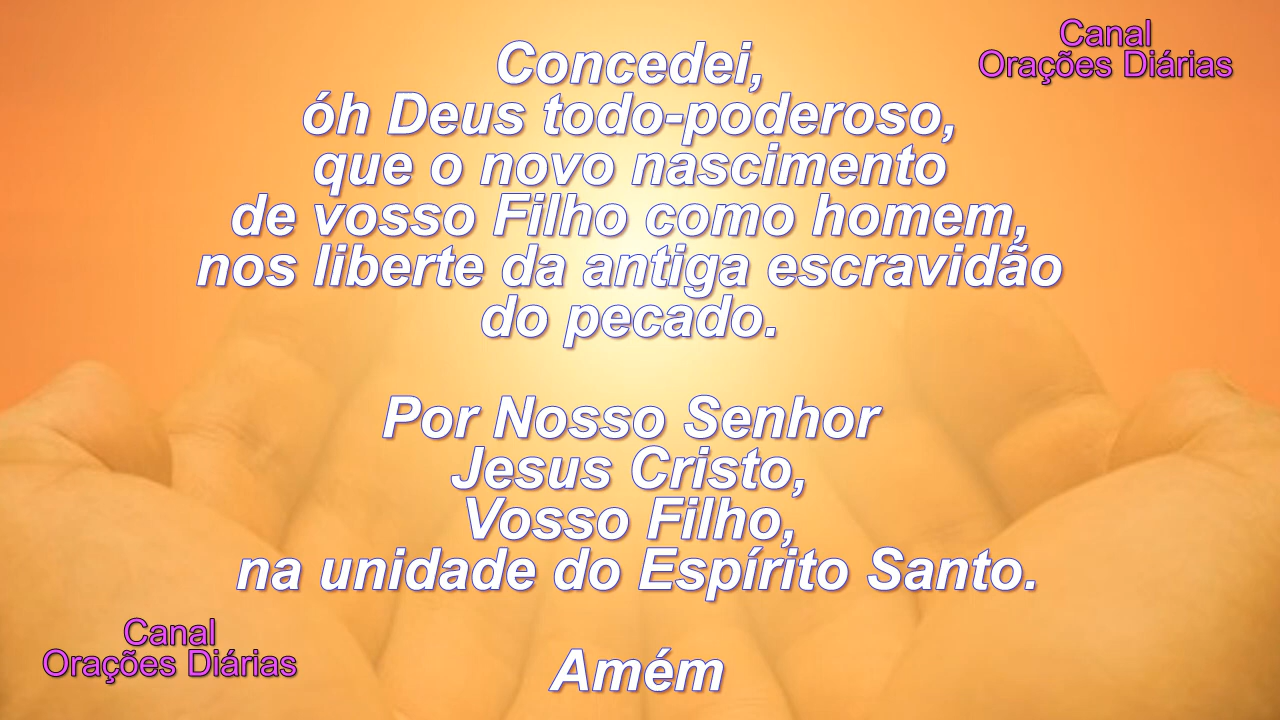 Canal
Orações Diárias
Concedei,
óh Deus todo-poderoso,
que o novo nascimento
de vosso Filho como homem,
nos liberte da antiga escravidão
do pecado.
Por Nosso Senhor
Jesus Cristo,
Vosso Filho,
na unidade do Espírito Santo.
Amém
Canal
Orações Diárias